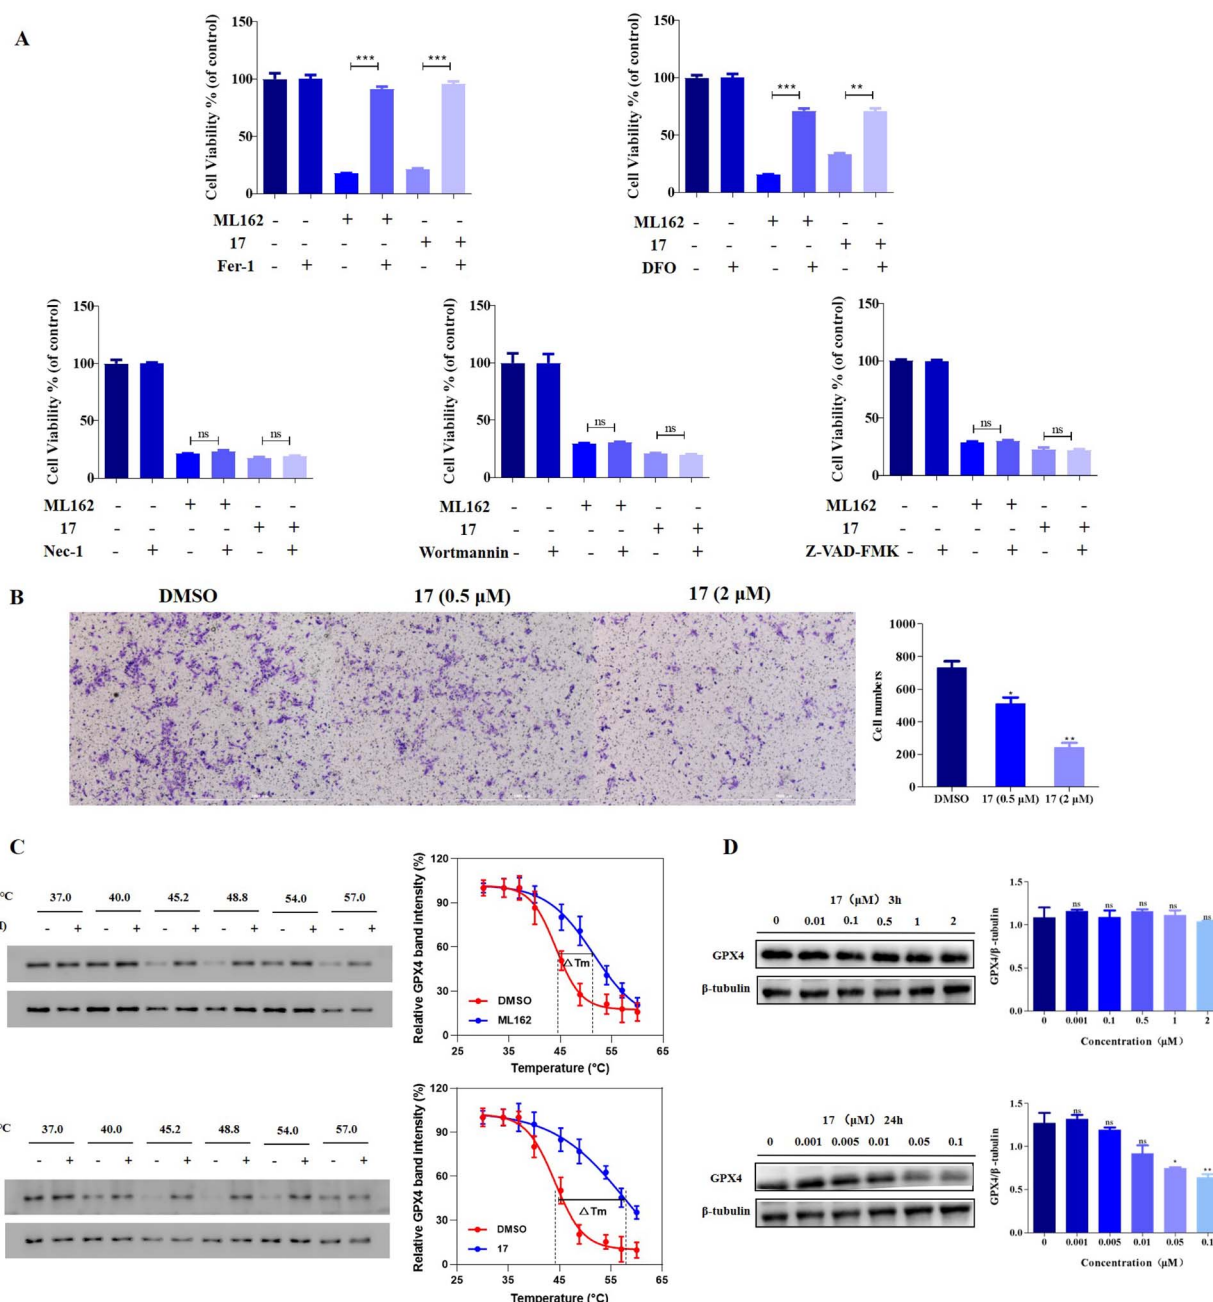 A
150
100
50
0
Cell Viability % (of control)
*** ***
ML162 - - + + - -
17 - - - - + +
Fer-1 - + - + - +
150
100
50
0
Cell Viability % (of control)
*** **
ML162 - - + + - -
17 - - - - + +
DFO - + - + - +
150
100
50
0
Cell Viability % (of control)
ns ns
ML162 - - + + - -
17 - - - - + +
Nec-1 - + - + - +
150
100
50
0
Cell Viability % (of control)
ns ns
ML162 - - + + - -
17 - - - - + +
Wortmannin - + - + - +
150
100
50
0
Cell Viability % (of control)
ns ns
ML162 - - + + - -
17 - - - - + +
Z-VAD-FMK - + - + - +
B
DMSO 17 (0.5 μM) 17 (2 μM)
1000
800
600
400
200
0
Cell numbers
* **
DMSO 17 (0.5 μM) 17 (2 μM)
C
°C 37.0 40.0 45.2 48.8 54.0 57.0
) - + - + - + - + - + - +
120
90
60
30
0
Relative GPX4 band intensity (%)
△ Tm
DMSO
ML162
25 35 45 55 65
Temperature (°C)
°C 37.0 40.0 45.2 48.8 54.0 57.0
- + - + - + - + - + - +
120
90
60
30
0
Relative GPX4 band intensity (%)
△ Tm
DMSO
17
25 35 45 55 65
Temperature (°C)
D
17 (μM) 3h
0 0.01 0.1 0.5 1 2
GPX4
β-tubulin
1.5
1.0
0.5
0.0
GPX4/β -tubulin
ns ns ns ns ns
0 0.001 0.1 0.5 1 2
Concentration (μM)
17 (μM) 24h
0 0.001 0.005 0.01 0.05 0.1
GPX4
β-tubulin
1.5
1.0
0.5
0.0
GPX4/β -tubulin
ns ns ns * **
0 0.001 0.005 0.01 0.05 0.1
Concentration (μM)